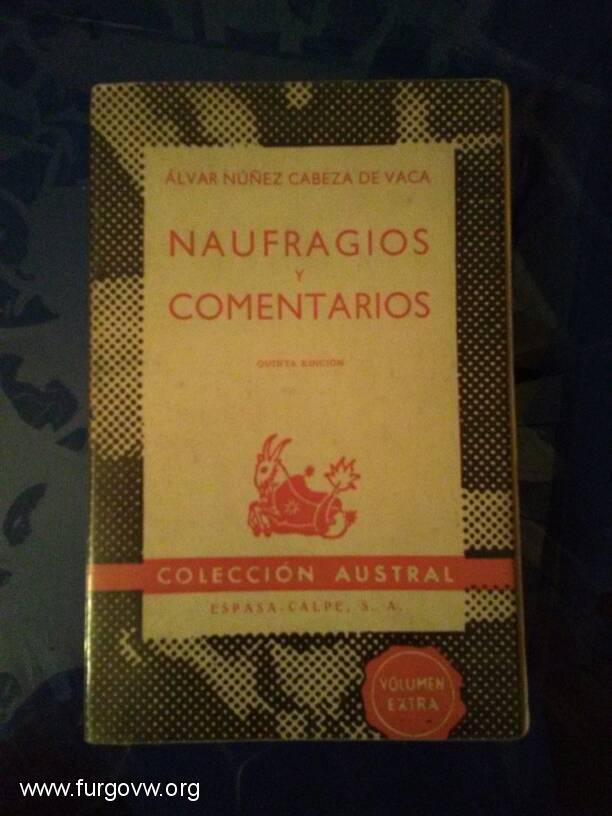 ÁLVAR NÚÑEZ CABEZA DE VACA
NAUFRAGIOS
Y
COMENTARIOS
QUINTA EDICIÓN
COLECCIÓN AUSTRAL
ESPASA-CALPE, S. A.
VOLUMEN
EXTRA
www.furgovw.org